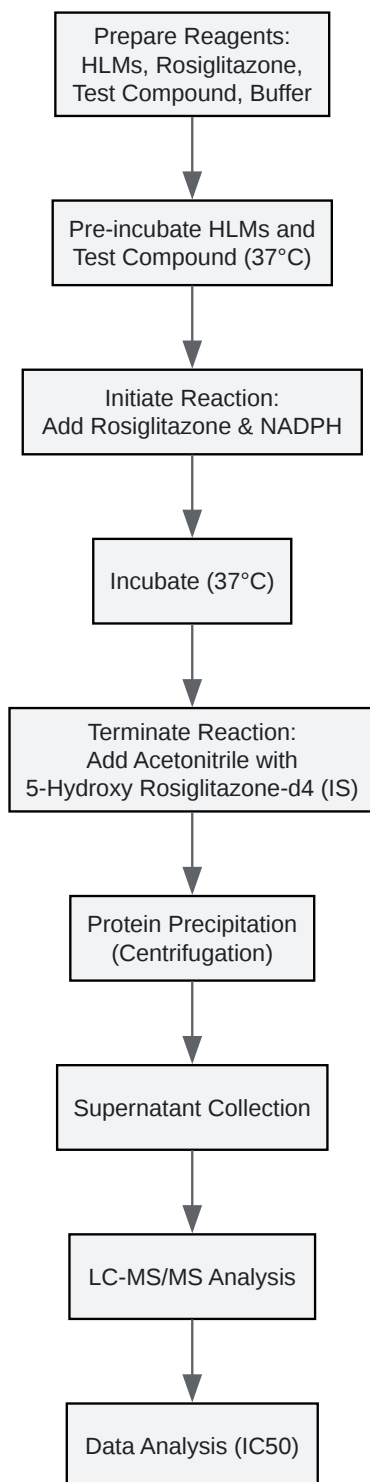 Prepare Reagents:
HLMs, Rosiglitazone,
Test Compound, Buffer
Pre-incubate HLMs and
Test Compound (37°C)
Initiate Reaction:
Add Rosiglitazone & NADPH
Incubate (37°C)
Terminate Reaction:
Add Acetonitrile with
5-Hydroxy Rosiglitazone-d4 (IS)
Protein Precipitation
(Centrifugation)
Supernatant Collection
LC-MS/MS Analysis
Data Analysis (IC50)